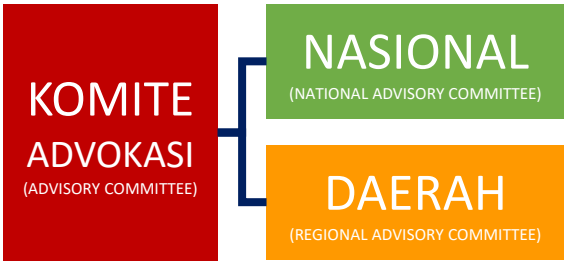 KOMITE
ADVOKASI
(ADVISORY COMMITTEE)
NASIONAL
(NATIONAL ADVISORY COMMITTEE)
DAERAH
(REGIONAL ADVISORY COMMITTEE)